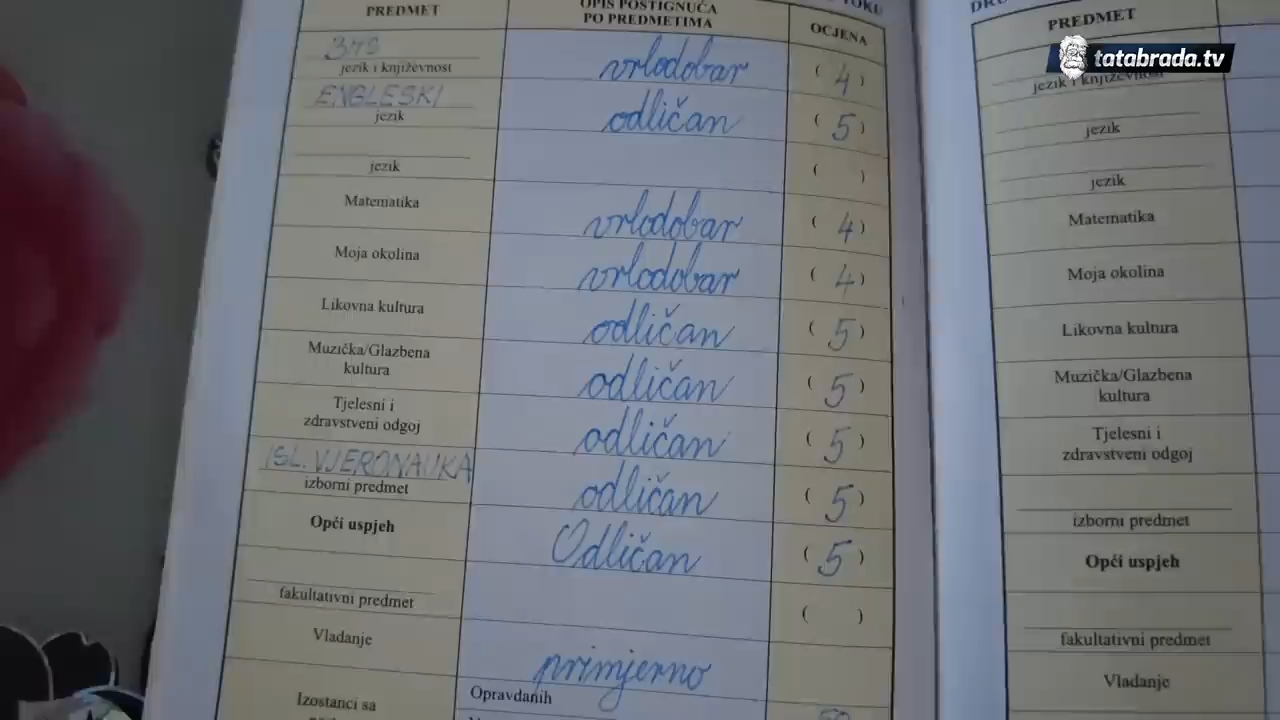 PREDMET OPIS POSTIGNUĆA PO PREDMETIMA OCJENA
jezik i književnost vrlodobar (4)
ENGLESKI jezik odličan (5)
jezik ( )
Matematika vrlodobar (4)
Moja okolina vrlodobar (4)
Likovna kultura odličan (5)
Muzička/Glazbena kultura odličan (5)
Tjelesni i zdravstveni odgoj odličan (5)
ISL. VJERONAUKA izborni predmet odličan (5)
Opći uspjeh Odličan (5)
fakultativni predmet ( )
Vladanje primjerno
Izostanci sa Opravdanih
PREDMET
jezik i književnost
jezik
jezik
Matematika
Moja okolina
Likovna kultura
Muzička/Glazbena
kultura
Tjelesni i
zdravstveni odgoj
izborni predmet
Opći uspjeh
fakultativni predmet
Vladanje
tatabrada.tv